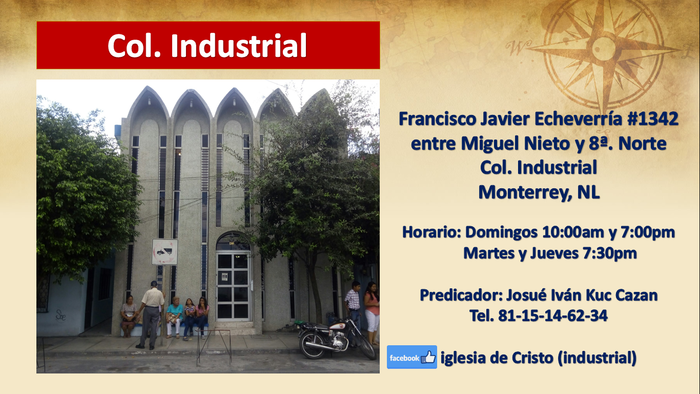 Col. Industrial
Francisco Javier Echeverría #1342
entre Miguel Nieto y 8ª. Norte
Col. Industrial
Monterrey, NL
Horario: Domingos 10:00am y 7:00pm
Martes y Jueves 7:30pm
Predicador: Josué Iván Kuc Cazan
Tel. 81-15-14-62-34
facebook iglesia de Cristo (industrial)